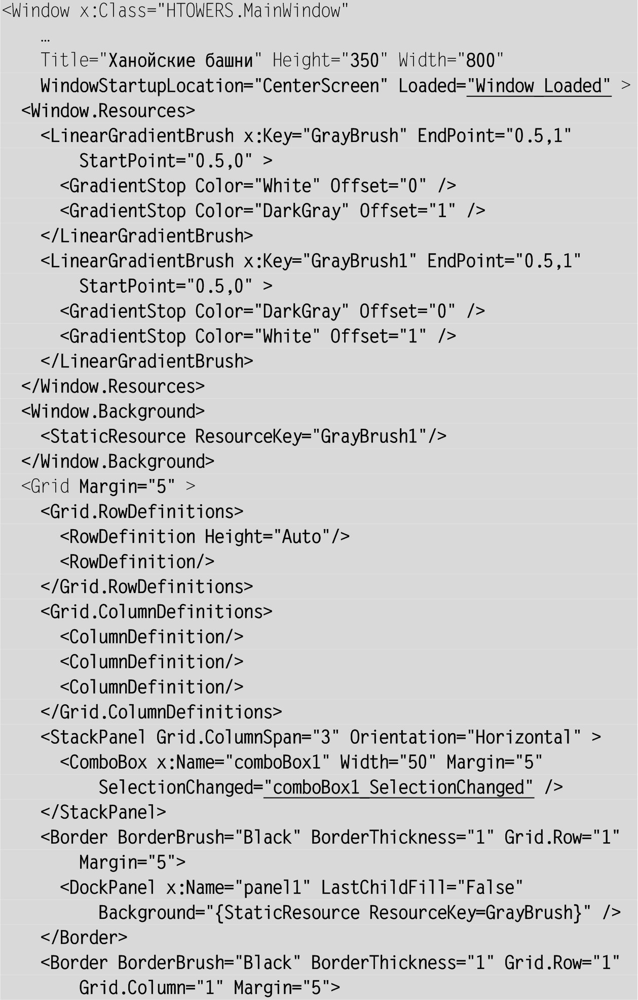 <Window x:Class="HTOWERS.MainWindow"
…
Title="Ханойские башни" Height="350" Width="800"
WindowStartupLocation="CenterScreen" Loaded="Window_Loaded" >
<Window.Resources>
<LinearGradientBrush x:Key="GrayBrush" EndPoint="0.5,1"
StartPoint="0.5,0" >
<GradientStop Color="White" Offset="0" />
<GradientStop Color="DarkGray" Offset="1" />
</LinearGradientBrush>
<LinearGradientBrush x:Key="GrayBrush1" EndPoint="0.5,1"
StartPoint="0.5,0" >
<GradientStop Color="DarkGray" Offset="0" />
<GradientStop Color="White" Offset="1" />
</LinearGradientBrush>
</Window.Resources>
<Window.Background>
<StaticResource ResourceKey="GrayBrush1"/>
</Window.Background>
<Grid Margin="5" >
<Grid.RowDefinitions>
<RowDefinition Height="Auto"/>
<RowDefinition/>
</Grid.RowDefinitions>
<Grid.ColumnDefinitions>
<ColumnDefinition/>
<ColumnDefinition/>
<ColumnDefinition/>
</Grid.ColumnDefinitions>
<StackPanel Grid.ColumnSpan="3" Orientation="Horizontal" >
<ComboBox x:Name="comboBox1" Width="50" Margin="5"
SelectionChanged="comboBox1_SelectionChanged" />
</StackPanel>
<Border BorderBrush="Black" BorderThickness="1" Grid.Row="1"
Margin="5">
<DockPanel x:Name="panel1" LastChildFill="False"
Background="{StaticResource ResourceKey=GrayBrush}" />
</Border>
<Border BorderBrush="Black" BorderThickness="1" Grid.Row="1"
Grid.Column="1" Margin="5">